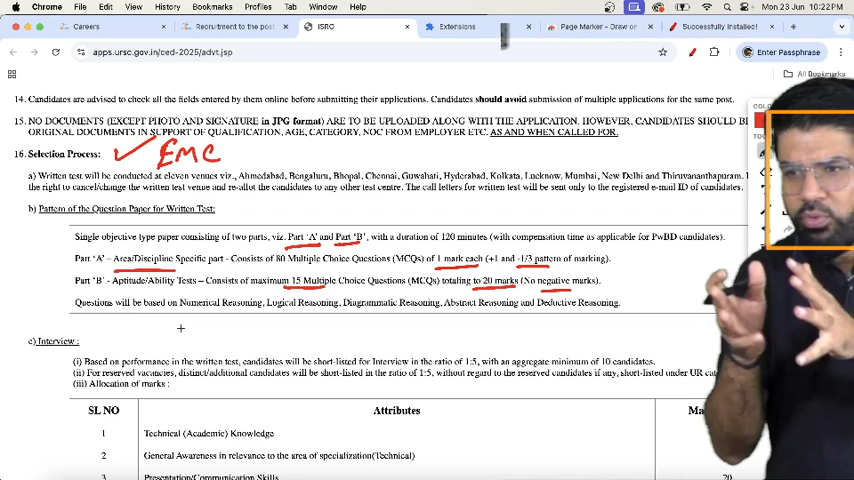 Chrome File Edit View History Bookmarks Profiles Tab Window Help Mon 23 Jun 10:22PM
Careers Recruitment to the post ISRO Extensions Page Marker – Draw on Successfully Installed!
apps.ursc.gov.in/ced-2025/advt.jsp Enter Passphrase
All Bookmarks
14. Candidates are advised to check all the fields entered by them online before submitting their applications. Candidates should avoid submission of multiple applications for the same post.
15. NO DOCUMENTS (EXCEPT PHOTO AND SIGNATURE in JPG format) ARE TO BE UPLOADED ALONG WITH THE APPLICATION. HOWEVER, CANDIDATES SHOULD BE
ORIGINAL DOCUMENTS IN SUPPORT OF QUALIFICATION, AGE, CATEGORY, NOC FROM EMPLOYER ETC. AS AND WHEN CALLED FOR.
16. Selection Process: EMC
a) Written test will be conducted at eleven venues viz., Ahmedabad, Bengaluru, Bhopal, Chennai, Guwahati, Hyderabad, Kolkata, Lucknow, Mumbai, New Delhi and Thiruvananthapuram.
the right to cancel/change the written test venue and re-allot the candidates to any other test centre. The call letters for written test will be sent only to the registered e-mail ID of candidates.
b) Pattern of the Question Paper for Written Test:
Single objective type paper consisting of two parts, viz. Part 'A' and Part 'B', with a duration of 120 minutes (with compensation time as applicable for PwBD candidates).
Part 'A' – Area/Discipline Specific part - Consists of 80 Multiple Choice Questions (MCQs) of 1 mark each (+1 and -1/3 pattern of marking).
Part 'B' - Aptitude/Ability Tests – Consists of maximum 15 Multiple Choice Questions (MCQs) totaling to 20 marks (No negative marks).
Questions will be based on Numerical Reasoning, Logical Reasoning, Diagrammatic Reasoning, Abstract Reasoning and Deductive Reasoning.
c) Interview :
(i) Based on performance in the written test, candidates will be short-listed for Interview in the ratio of 1:5, with an aggregate minimum of 10 candidates.
(ii) For reserved vacancies, distinct/additional candidates will be short-listed in the ratio of 1:5, without regard to the reserved candidates if any, short-listed under UR
(iii) Allocation of marks :
SL NO Attributes
1 Technical (Academic) Knowledge
2 General Awareness in relevance to the area of specialization(Technical)
3 Presentation/Communication Skills 20